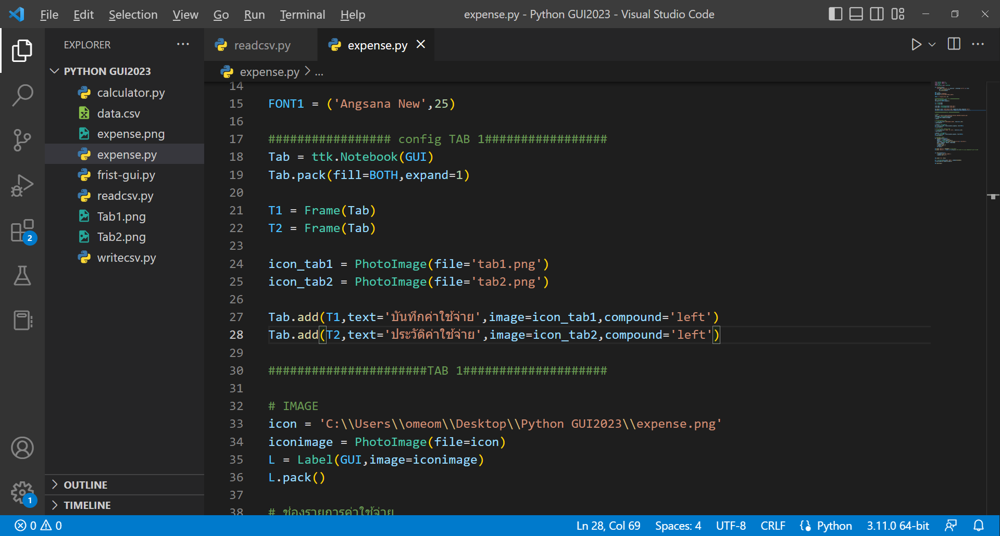 File Edit Selection View Go Run Terminal Help expense.py - Python GUI2023 - Visual Studio Code
EXPLORER
PYTHON GUI2023
calculator.py
data.csv
expense.png
expense.py
frist-gui.py
readcsv.py
Tab1.png
Tab2.png
writecsv.py
OUTLINE
TIMELINE
2
1
readcsv.py expense.py
expense.py > ...
14
15 FONT1 = ('Angsana New',25)
16
17 ################# config TAB 1#################
18 Tab = ttk.Notebook(GUI)
19 Tab.pack(fill=BOTH,expand=1)
20
21 T1 = Frame(Tab)
22 T2 = Frame(Tab)
23
24 icon_tab1 = PhotoImage(file='tab1.png')
25 icon_tab2 = PhotoImage(file='tab2.png')
26
27 Tab.add(T1,text='บันทึกค่าใช้จ่าย',image=icon_tab1,compound='left')
28 Tab.add(T2,text='ประวัติค่าใช้จ่าย',image=icon_tab2,compound='left')
29
30 ######################TAB 1####################
31
32 # IMAGE
33 icon = 'C:\\Users\\omeom\\Desktop\\Python GUI2023\\expense.png'
34 iconimage = PhotoImage(file=icon)
35 L = Label(GUI,image=iconimage)
36 L.pack()
37
38 # ช่องรายการค่าใช้จ่าย
0 0 Ln 28, Col 69 Spaces: 4 UTF-8 CRLF Python 3.11.0 64-bit